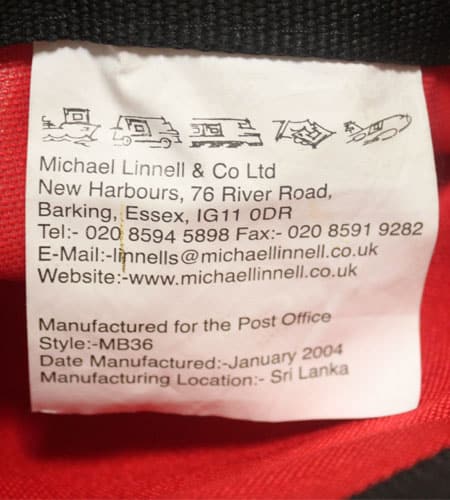 Michael Linnell & Co Ltd
New Harbours, 76 River Road,
Barking, Essex, IG11 0DR
Tel:- 020 8594 5898 Fax:- 020 8591 9282
E-Mail:-linnells@michaellinnell.co.uk
Website:-www.michaellinnell.co.uk
Manufactured for the Post Office
Style:-MB36
Date Manufactured:-January 2004
Manufacturing Location:- Sri Lanka